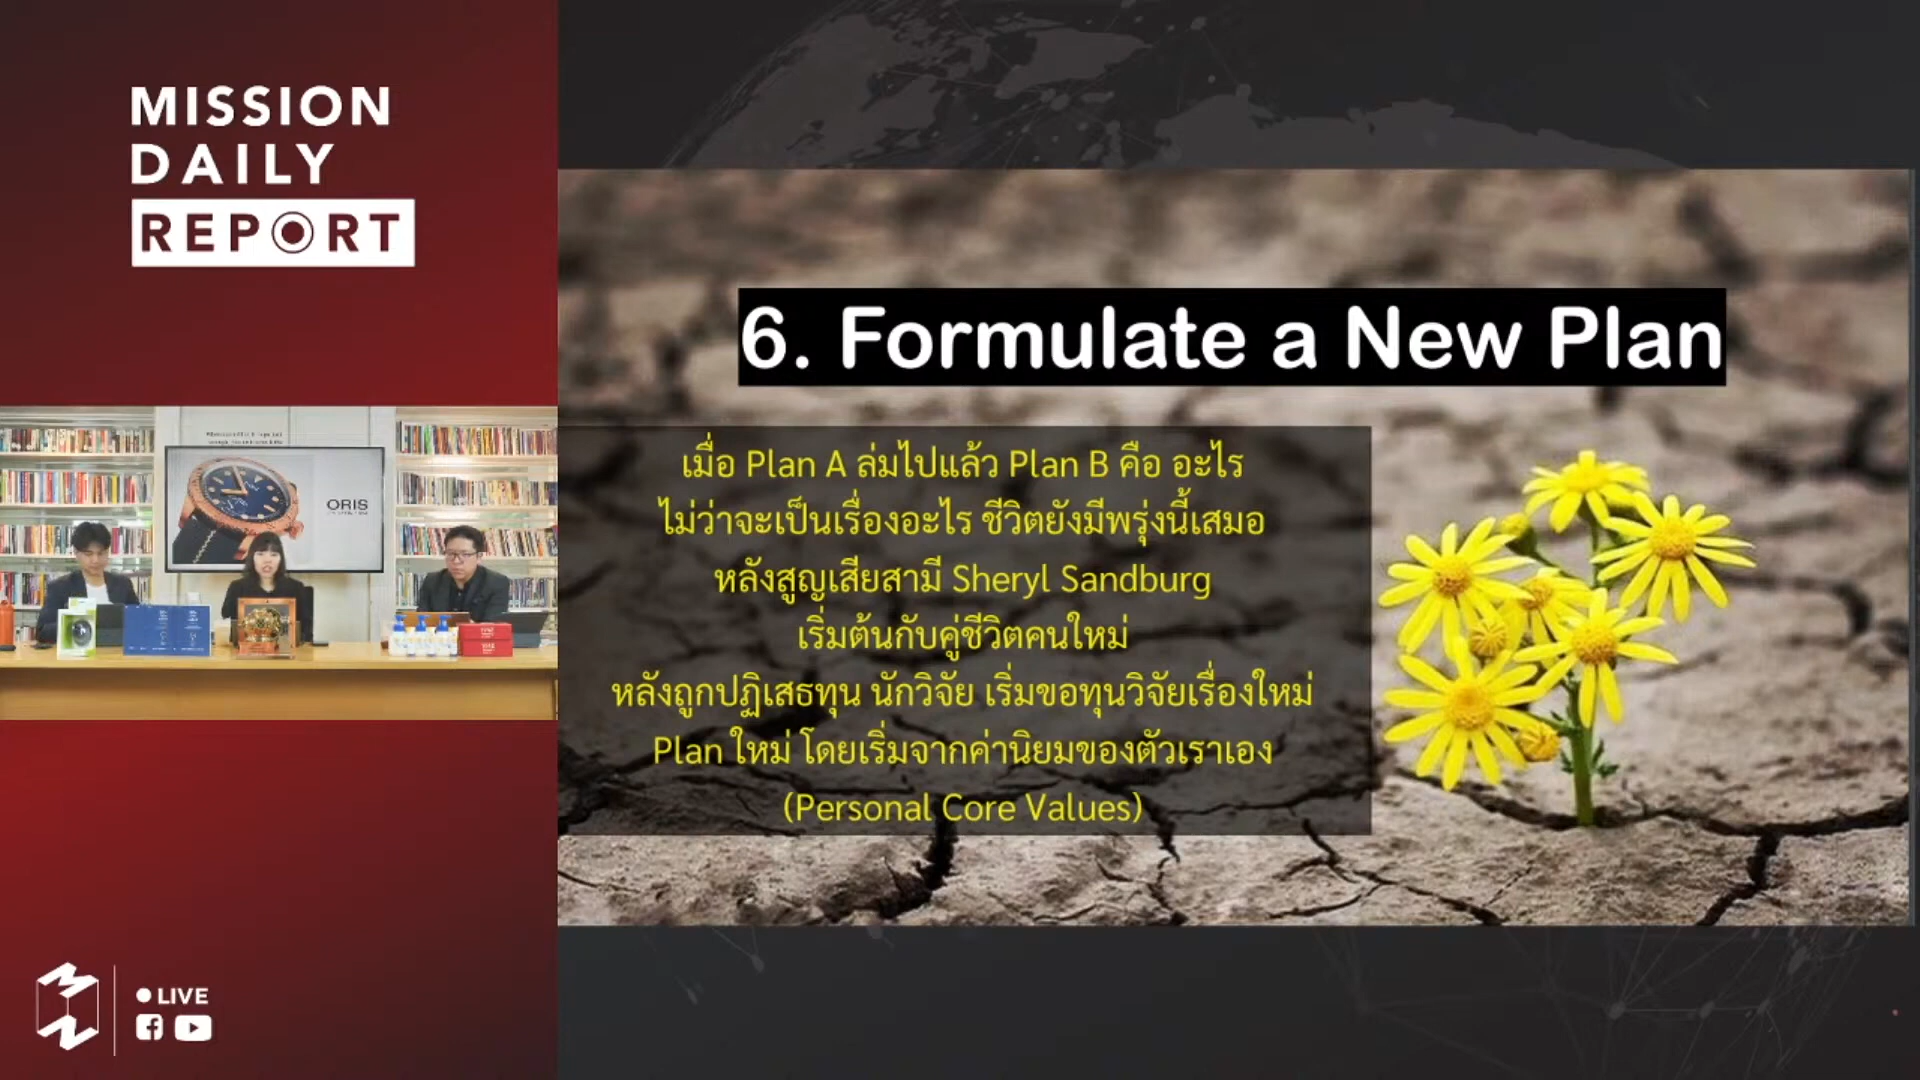 MISSION
DAILY
REPORT
ORIS
6. Formulate a New Plan
เมื่อ Plan A ล่มไปแล้ว Plan B คือ อะไร
ไม่ว่าจะเป็นเรื่องอะไร ชีวิตยังมีพรุ่งนี้เสมอ
หลังสูญเสียสามี Sheryl Sandburg
เริ่มต้นกับคู่ชีวิตคนใหม่
หลังถูกปฏิเสธทุน นักวิจัย เริ่มขอทุนวิจัยเรื่องใหม่
Plan ใหม่ โดยเริ่มจากค่านิยมของตัวเราเอง
(Personal Core Values)
LIVE